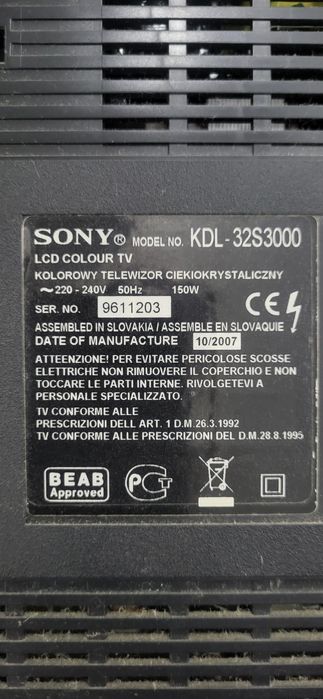 SONY® MODEL NO. KDL-32S3000
LCD COLOUR TV
KOLOROWY TELEWIZOR CIEKIOKRYSTALICZNY
~220-240V 50Hz 150W
SER. NO. 9611203
CE
ASSEMBLED IN SLOVAKIA / ASSEMBLE EN SLOVAQUIE
DATE OF MANUFACTURE 10/2007
ATTEENZIONE! PER EVITARE PERICOLOSE SCOSSE
ELETTRICHE NON RIMUOVERE IL COPERCHIO E NON
TOCCARE LE PARTI INTERNE. RIVOLGETEVI A
PERSONALE SPECIALIZZATO.
TV CONFORME ALLE
PRESCRIZIONI DELL ART. 1 D.M.26.3.1992
TV CONFORME ALLE PRESCRIZIONI DEL D.M.28.8.1995
BEAB
Approved
PCT